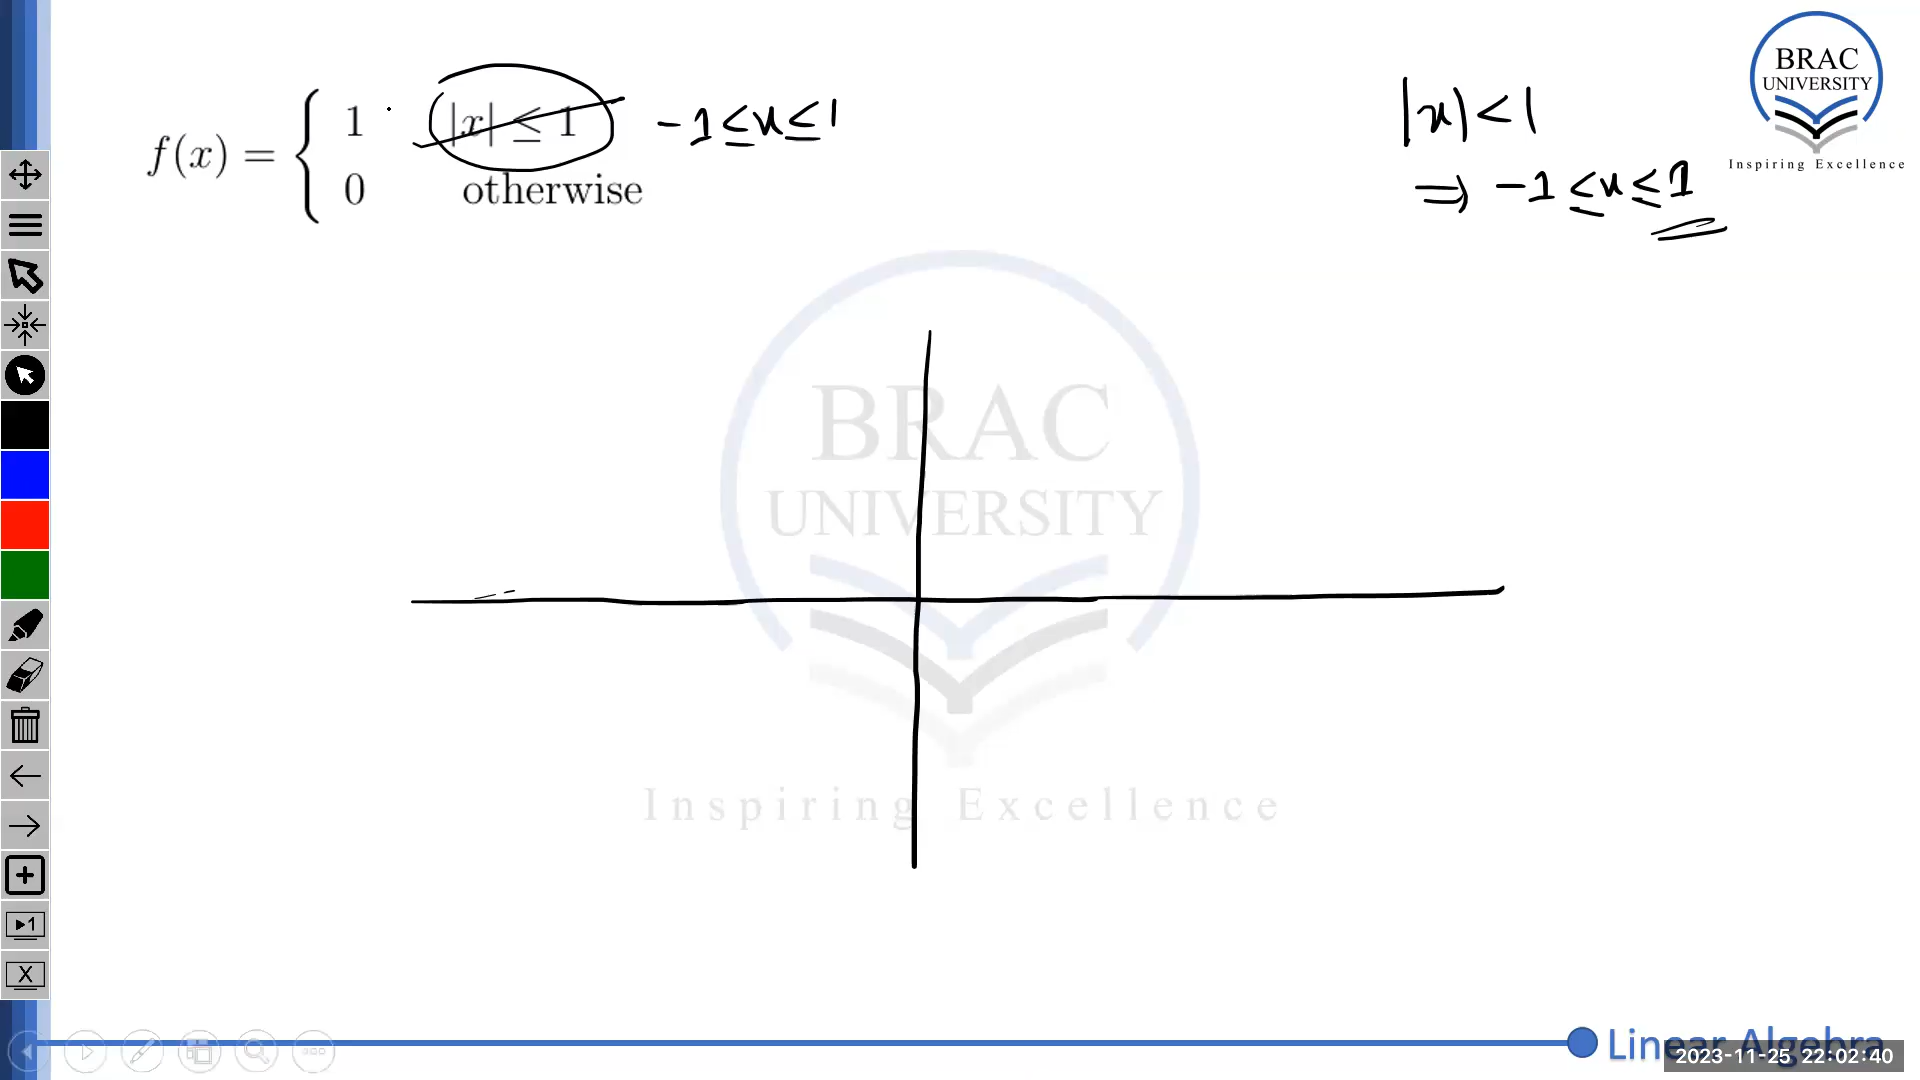 f(x) = { 1 |x| ≤ 1 -1 ≤ x ≤ 1
0 otherwise
|x| < 1
⇒ -1 ≤ x ≤ 1
BRAC
UNIVERSITY
Inspiring Excellence
BRAC
UNIVERSITY
Inspiring Excellence
▶1
X
Linear Algebra
2023-11-25 22:02:40